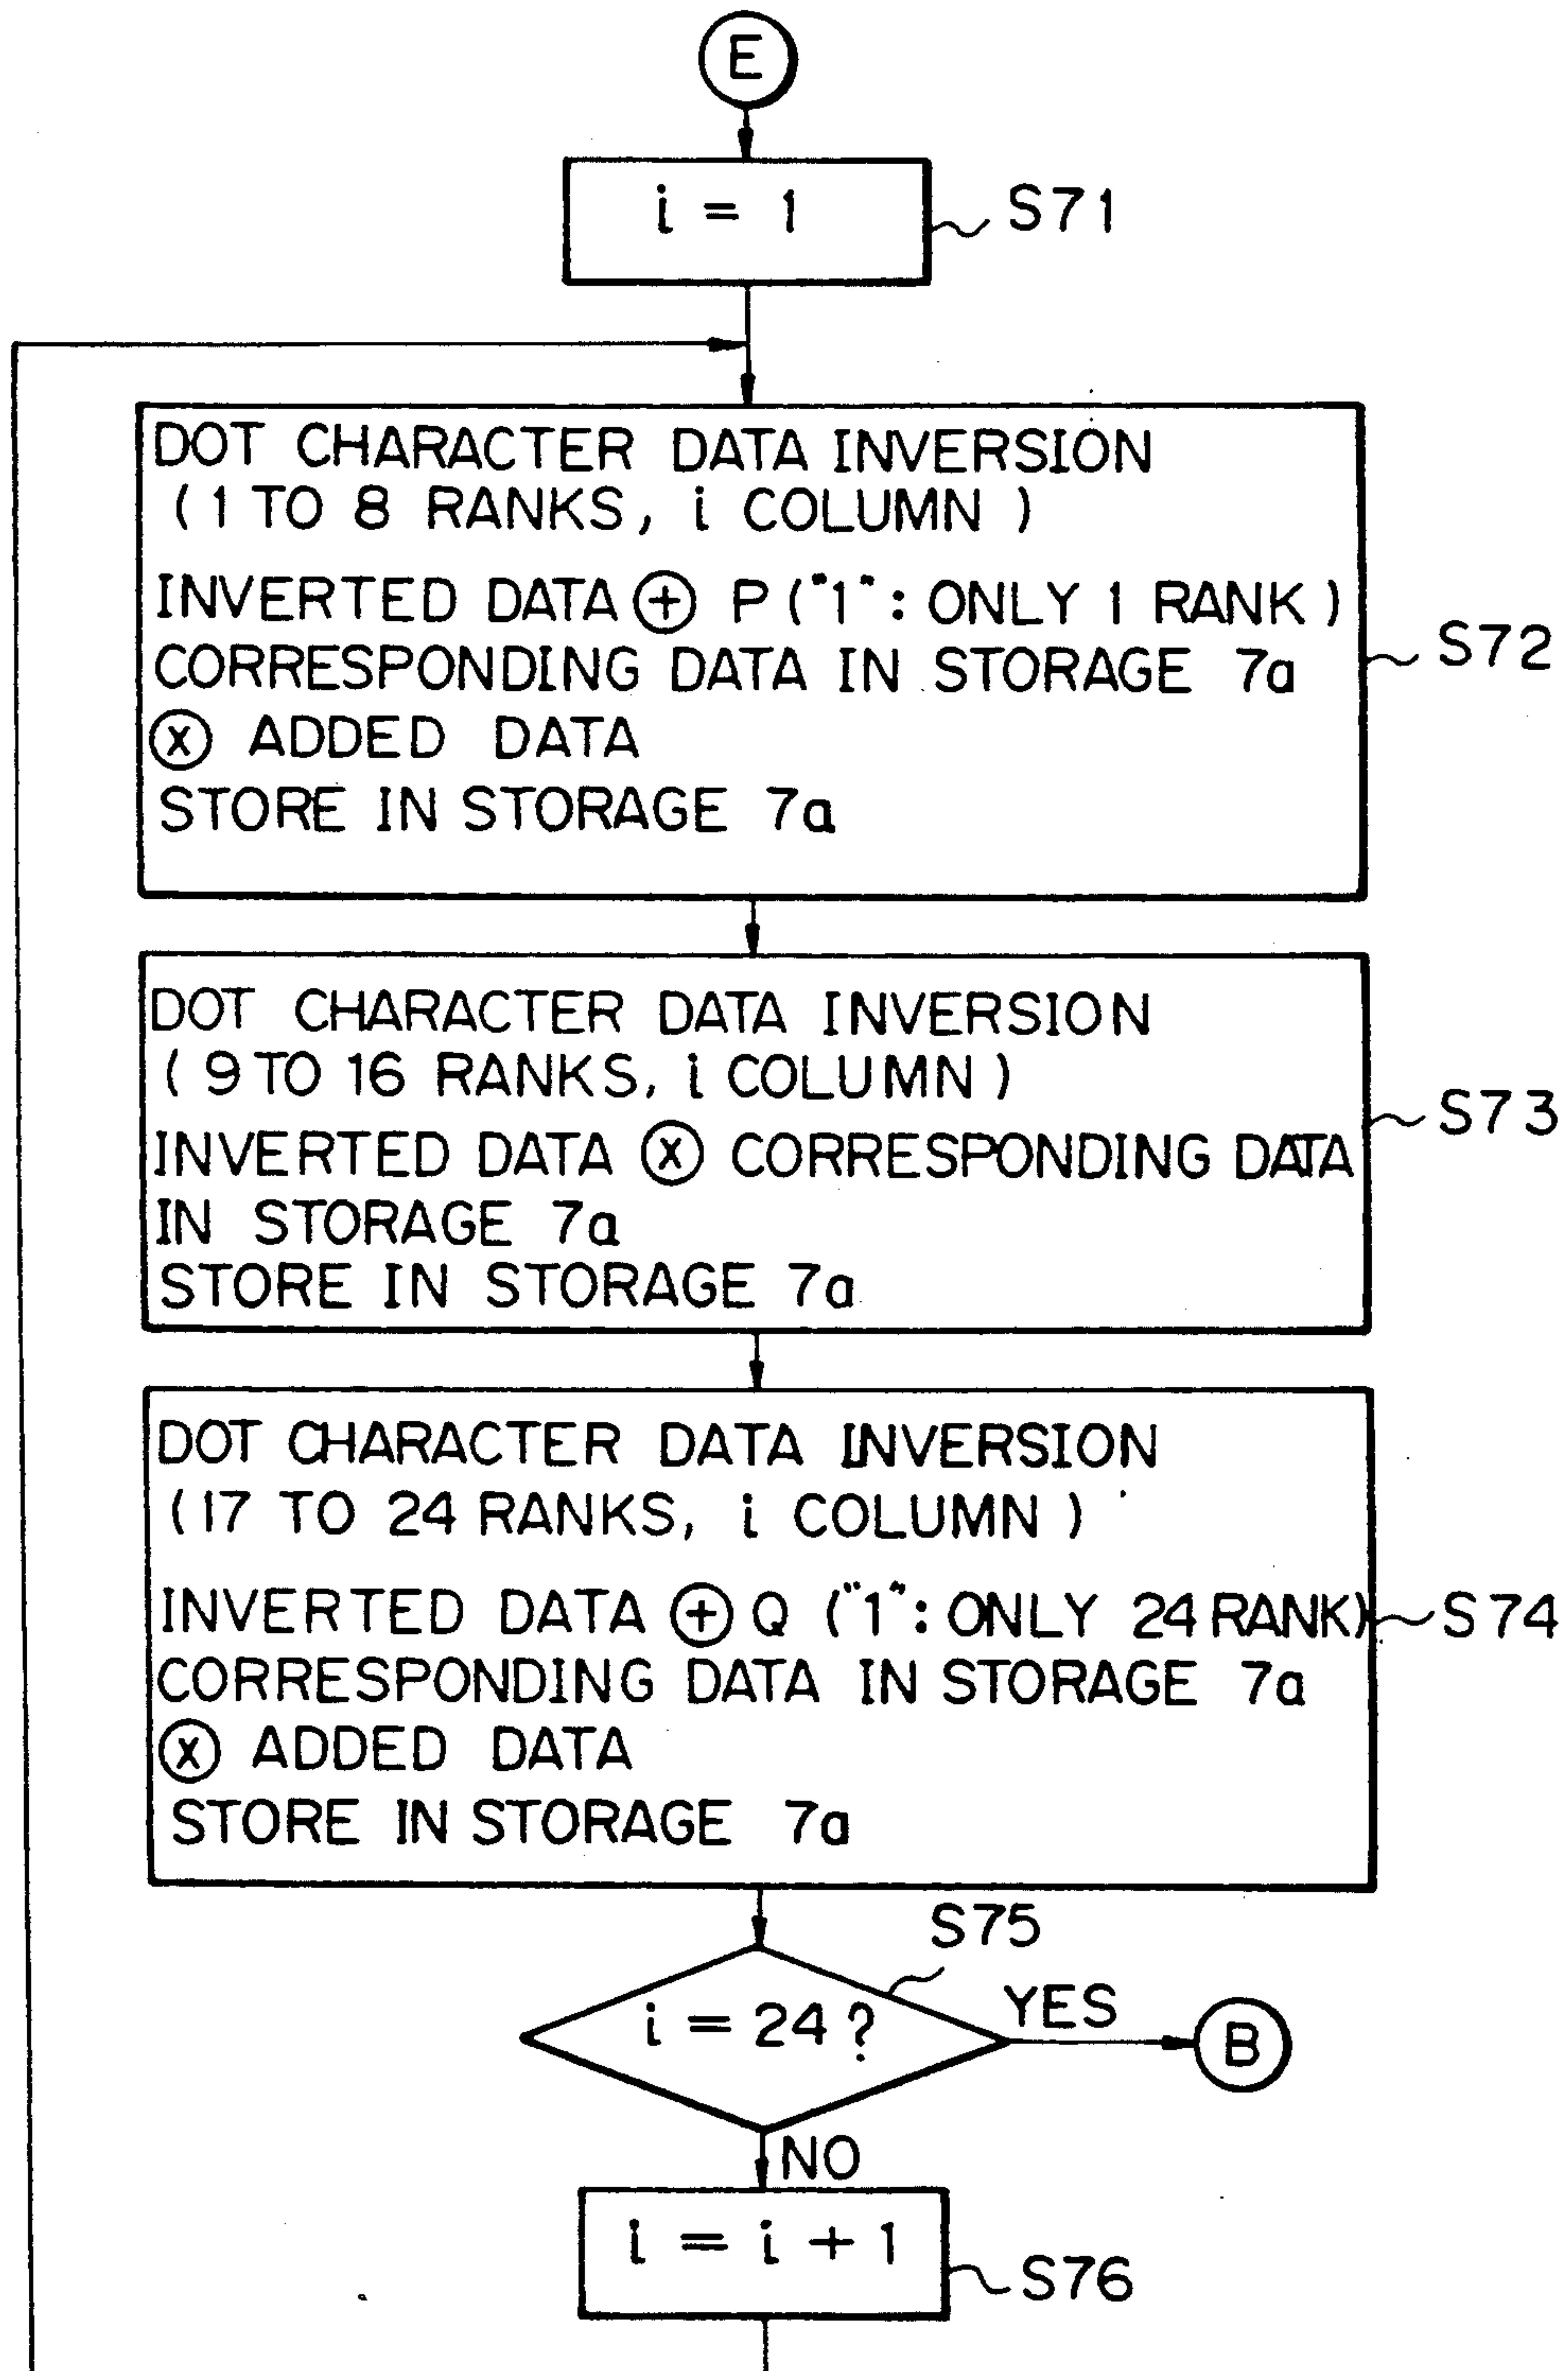 E
i = 1
S71
DOT CHARACTER DATA INVERSION
(1 TO 8 RANKS, i COLUMN)
INVERTED DATA ⊕ P ("1": ONLY 1 RANK)
CORRESPONDING DATA IN STORAGE 7a
⊗ ADDED DATA
STORE IN STORAGE 7a
S72
DOT CHARACTER DATA INVERSION
(9 TO 16 RANKS, i COLUMN)
INVERTED DATA ⊗ CORRESPONDING DATA
IN STORAGE 7a
STORE IN STORAGE 7a
S73
DOT CHARACTER DATA INVERSION
(17 TO 24 RANKS, i COLUMN)
INVERTED DATA ⊕ Q ("1": ONLY 24 RANK)
CORRESPONDING DATA IN STORAGE 7a
⊗ ADDED DATA
STORE IN STORAGE 7a
S74
S75
i = 24?
YES
B
NO
i = i + 1
S76